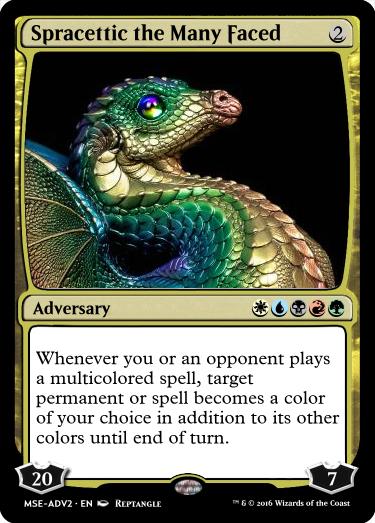 Spracettic the Many Faced 2
Adversary
Whenever you or an opponent plays
a multicolored spell, target
permanent or spell becomes a color
of your choice in addition to its other
colors until end of turn.
20 7
MSE-ADV2 • EN Reptangle ™ & © 2016 Wizards of the Coast